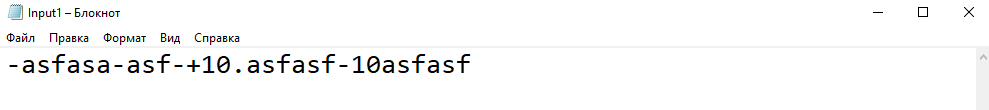 Input1 – Блокнот
Файл Правка Формат Вид Справка
-asfasa-asf-+10.asfasf-10asfasf